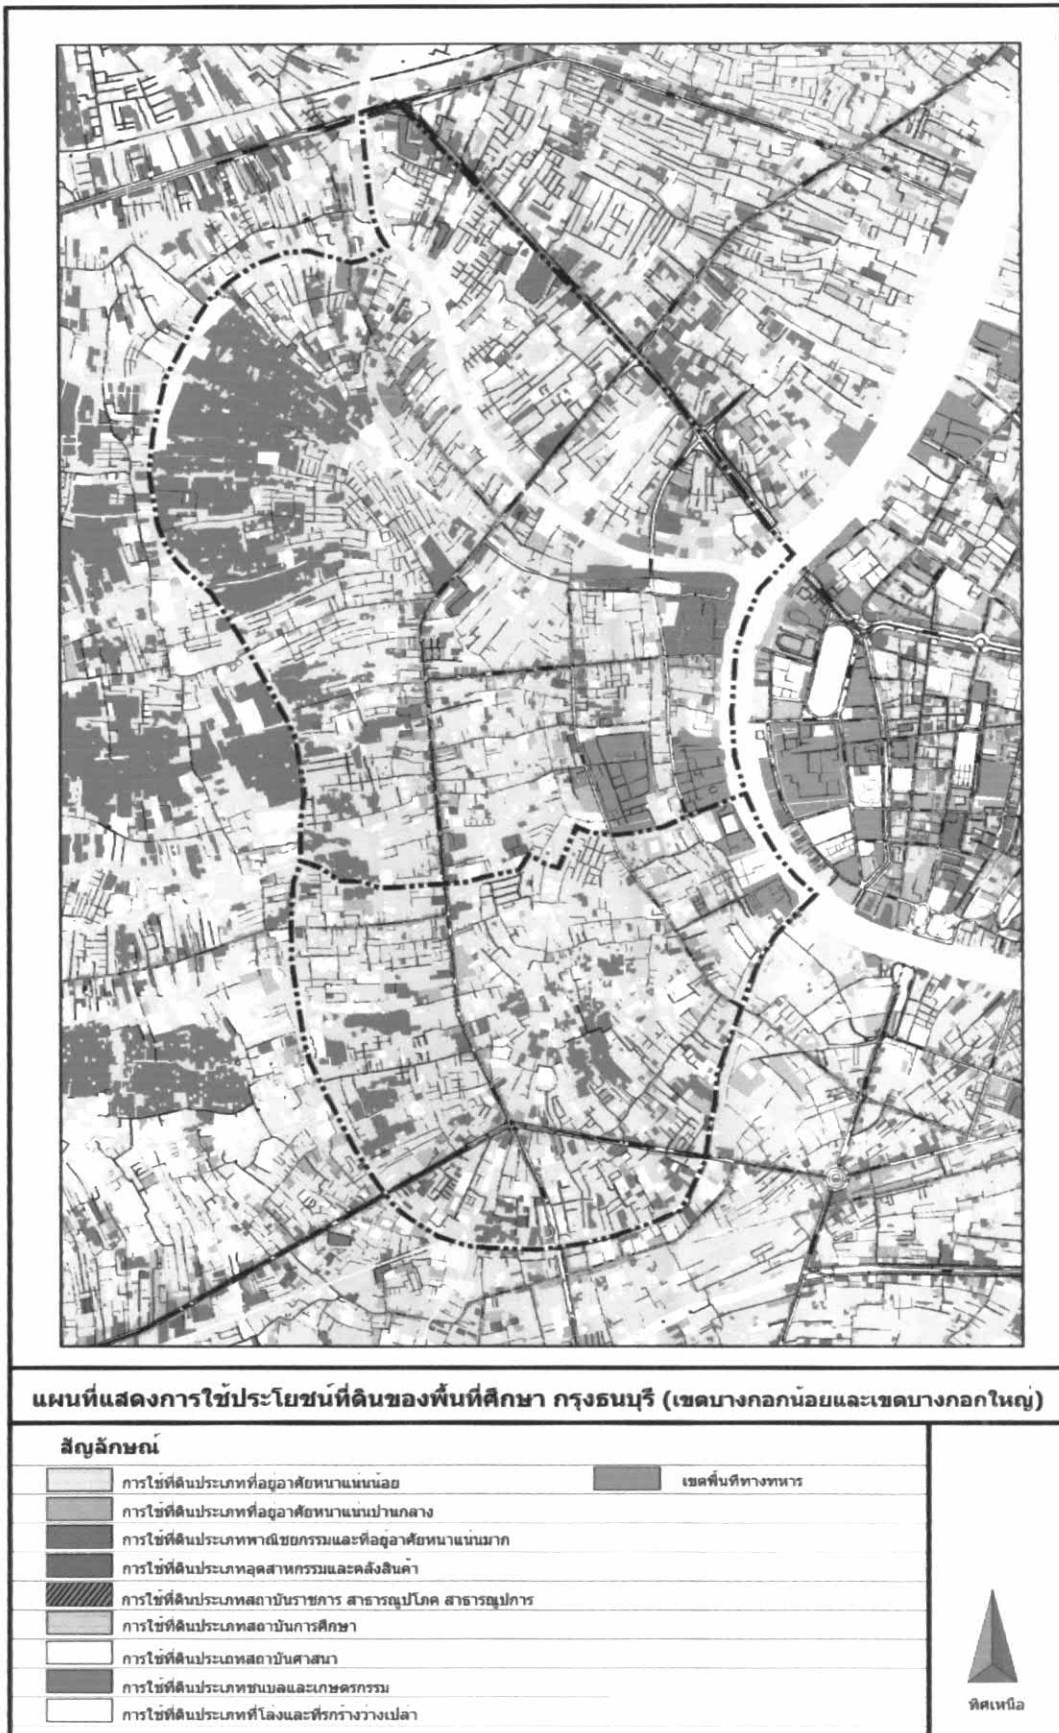 แผนที่แสดงการใช้ประโยชน์ที่ดินของพื้นที่ศึกษา กรุงธนบุรี (เขตบางกอกน้อยและเขตบางกอกใหญ่)
สัญลักษณ์
การใช้ที่ดินประเภทที่อยู่อาศัยหนาแน่นน้อย
เขตพื้นที่ทางทหาร
การใช้ที่ดินประเภทที่อยู่อาศัยหนาแน่นปานกลาง
การใช้ที่ดินประเภทพาณิชยกรรมและที่อยู่อาศัยหนาแน่นมาก
การใช้ที่ดินประเภทอุตสาหกรรมและคลังสินค้า
การใช้ที่ดินประเภทสถาบันราชการ สาธารณูปโภค สาธารณูปการ
การใช้ที่ดินประเภทสถาบันการศึกษา
การใช้ที่ดินประเภทสถาบันศาสนา
การใช้ที่ดินประเภทชนบลและเกษตรกรรม
การใช้ที่ดินประเภทที่โล่งและที่รกร้างว่างเปล่า
ทิศเหนือ